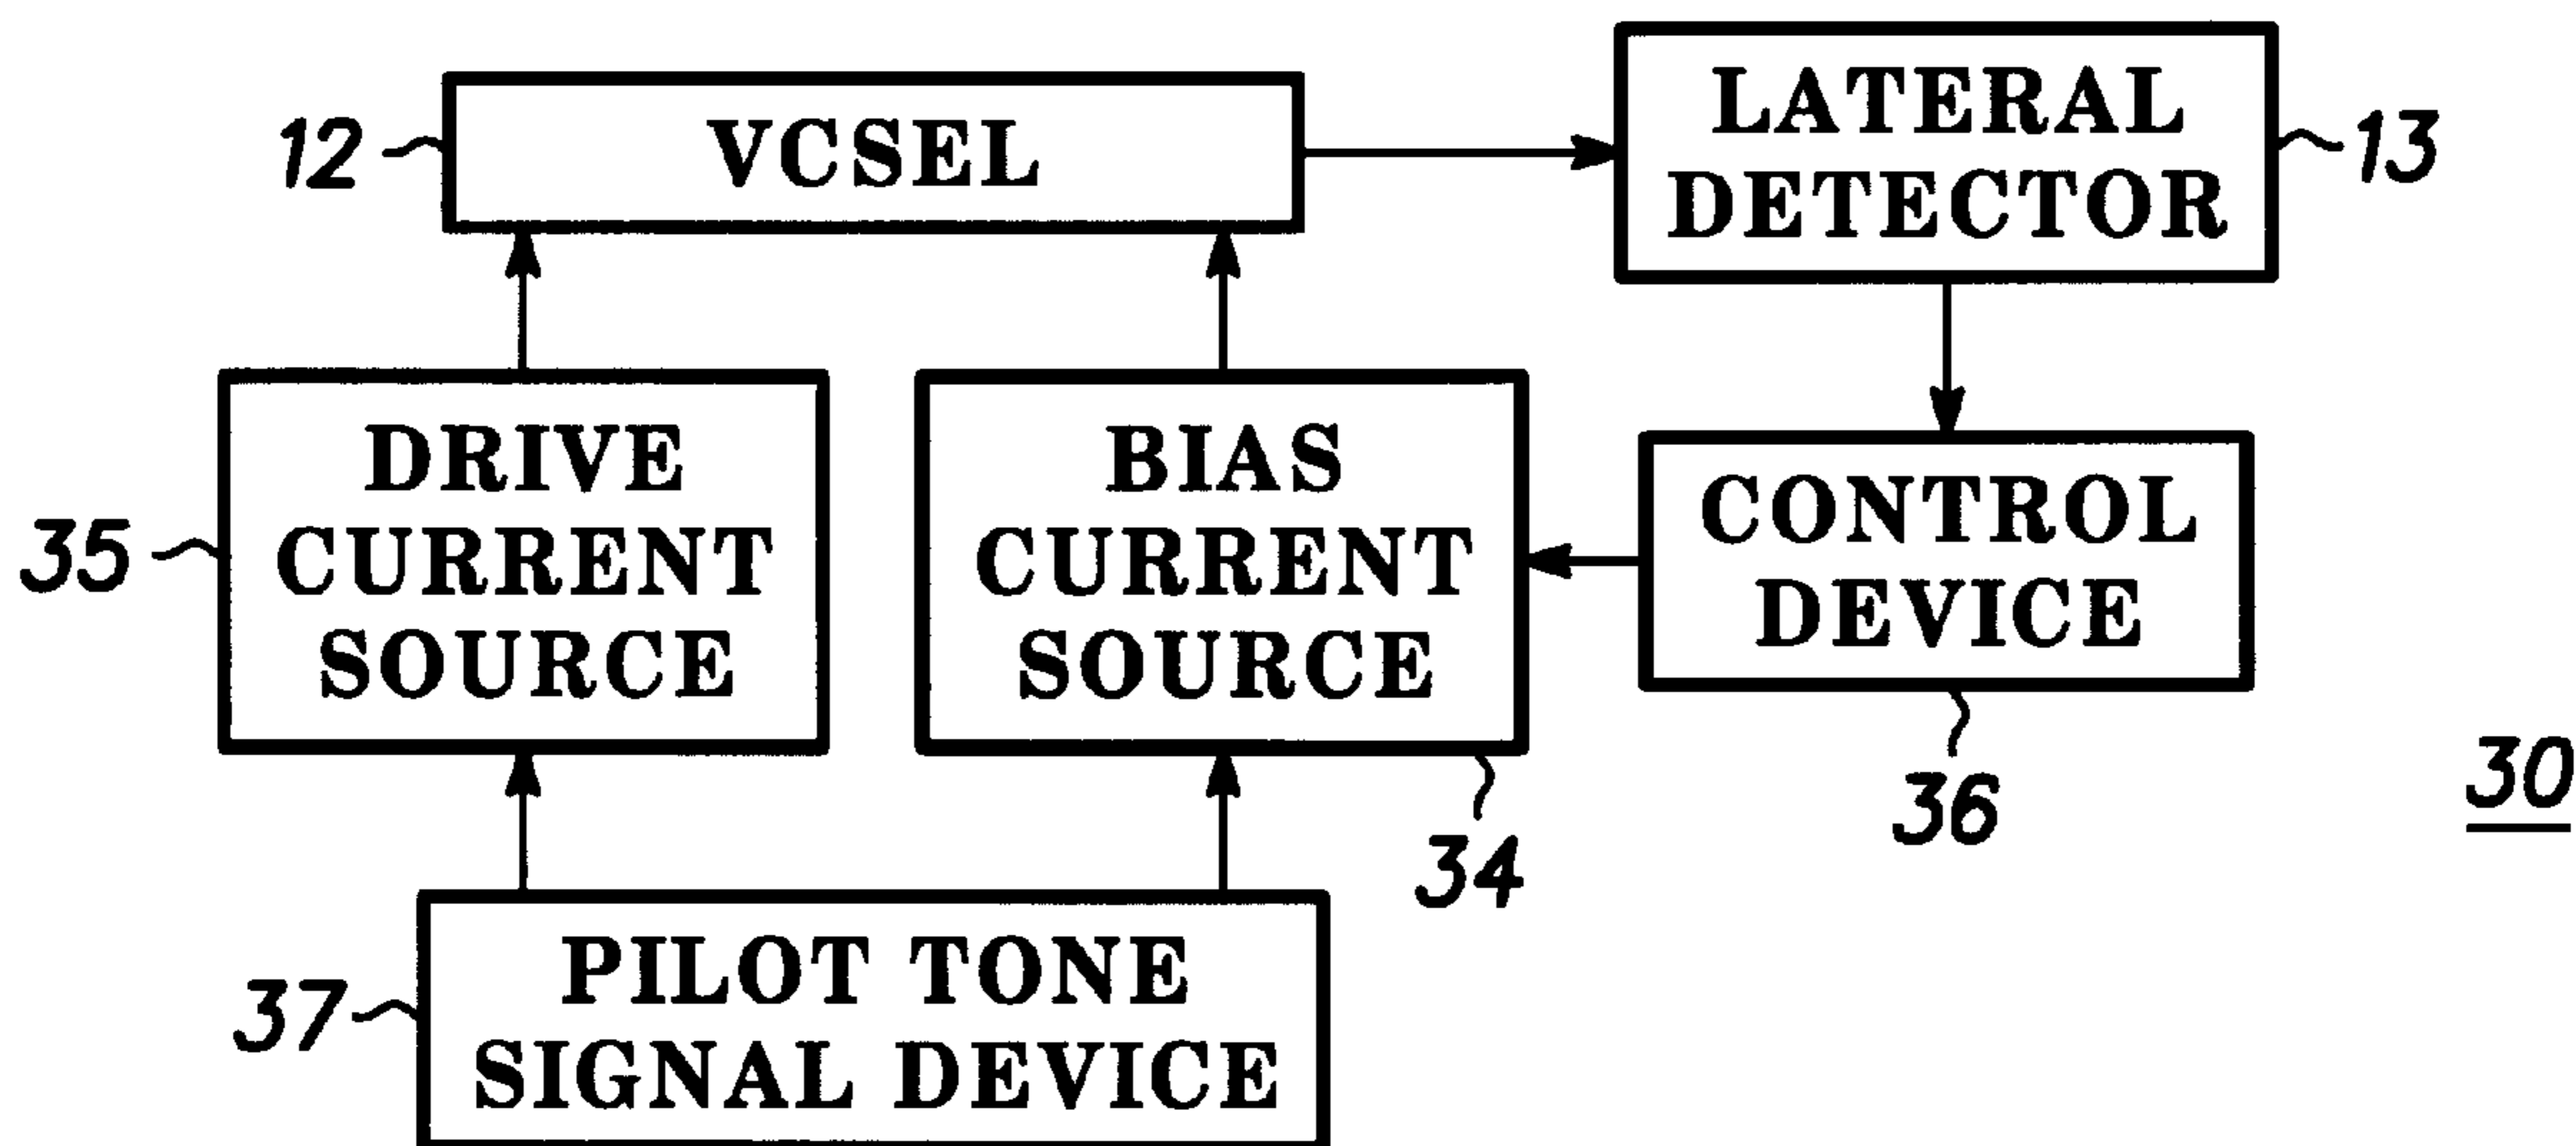 12
VCSEL
LATERAL
DETECTOR
13
35
DRIVE
CURRENT
SOURCE
BIAS
CURRENT
SOURCE
34
CONTROL
DEVICE
36
30
37
PILOT TONE
SIGNAL DEVICE